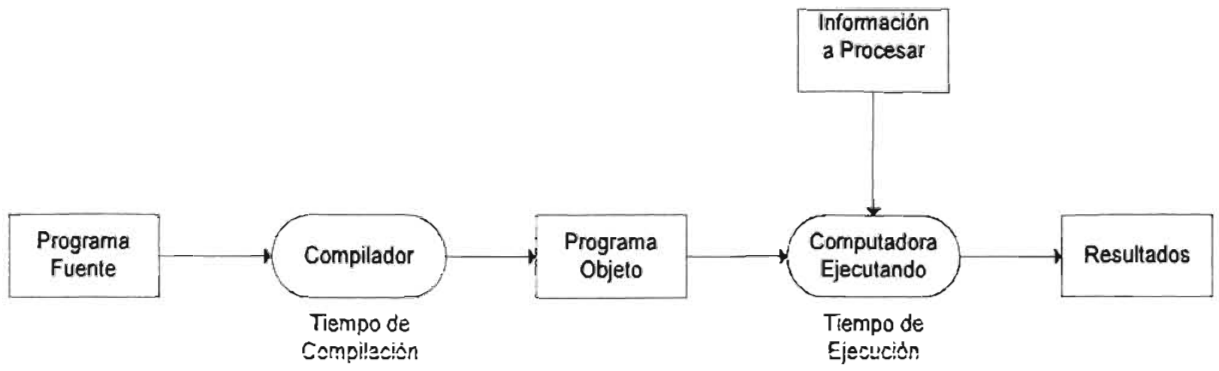 Información
a Procesar
Programa
Fuente
Compilador
Programa
Objeto
Computadora
Ejecutando
Resultados
Tiempo de
Compilación
Tiempo de
Ejecución